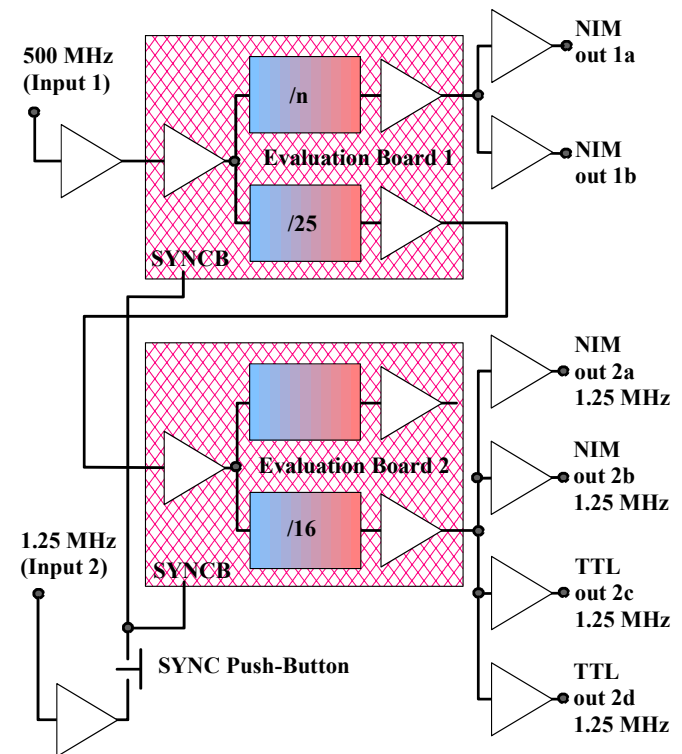 500 MHz
(Input 1)
/n
Evaluation Board 1
/25
SYNCB
NIM
out 1a
NIM
out 1b
Evaluation Board 2
/16
SYNCB
NIM
out 2a
1.25 MHz
NIM
out 2b
1.25 MHz
TTL
out 2c
1.25 MHz
TTL
out 2d
1.25 MHz
1.25 MHz
(Input 2)
SYNC Push-Button